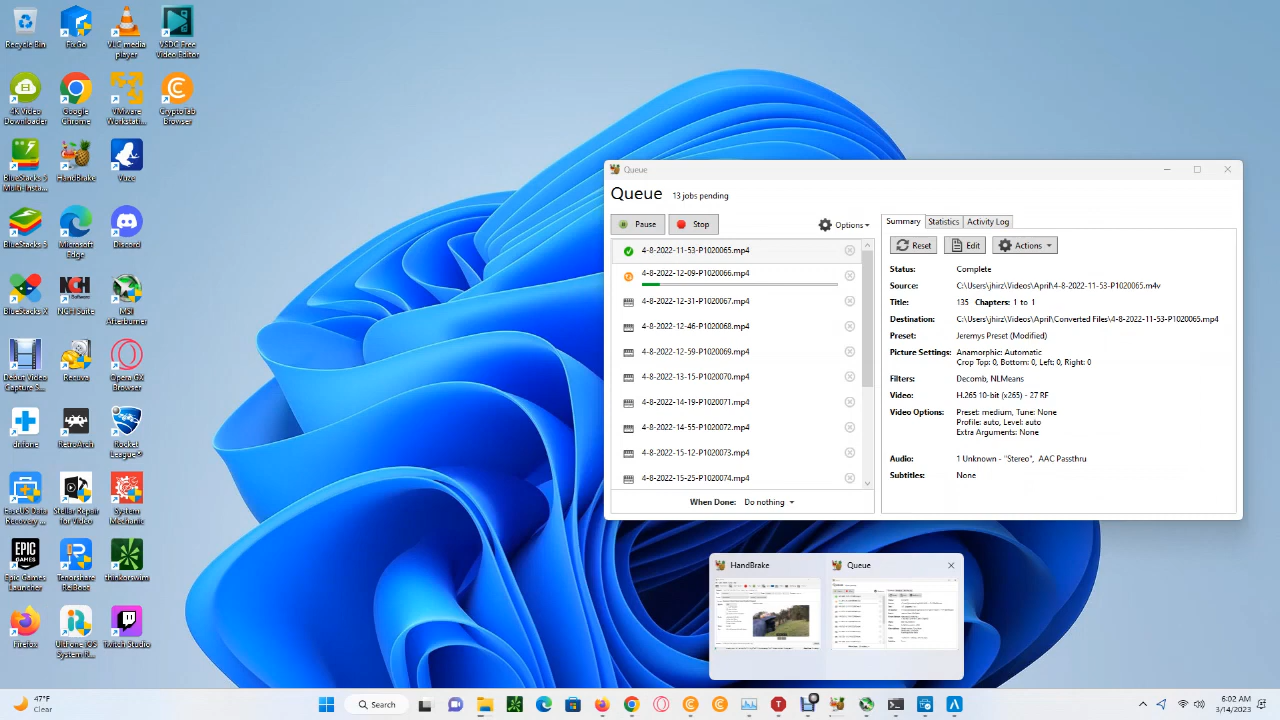 Recycle Bin
FixGo
VLC media
player
VSDC Free
Video Editor
4K Video
Downloader
Google
Chrome
VMware
Workstati...
CryptoTab
Browser
BlueStacks 5
Multi-Insta...
HandBrake
Vuze
BlueStacks 5
Microsoft
Edge
Discord
BlueStacks X
NCH
Software
NCH Suite
MSI
Afterburner
Debut Video
Capture S...
Recuva
Opera GX
Browser
drfone
RetroArch
Rocket
League™
EaseUS Data
Recovery ...
for Video
System
Mechanic
EPIC
GAMES
Epic Games
Tenorshare
thinkorswim
Firefox
Queue
Queue 13 jobs pending
Pause Stop Options
4-8-2022-11-53-P1020065.mp4
4-8-2022-12-09-P1020066.mp4
4-8-2022-12-31-P1020067.mp4
4-8-2022-12-46-P1020068.mp4
4-8-2022-12-59-P1020069.mp4
4-8-2022-13-15-P1020070.mp4
4-8-2022-14-19-P1020071.mp4
4-8-2022-14-55-P1020072.mp4
4-8-2022-15-12-P1020073.mp4
4-8-2022-15-25-P1020074.mp4
When Done: Do nothing
Summary Statistics Activity Log
Reset Edit Actions
Status: Complete
Source: C:\Users\jhirz\Videos\April\4-8-2022-11-53-P1020065.m4v
Title: 135 Chapters: 1 to 1
Destination: C:\Users\jhirz\Videos\April\Converted Files\4-8-2022-11-53-P1020065.mp4
Preset: Jeremys Preset (Modified)
Picture Settings: Anamorphic: Automatic
Crop Top: 0, Bottom: 0, Left: 0, Right: 0
Filters: Decomb, NLMeans
Video: H.265 10-bit (x265) - 27 RF
Video Options: Preset: medium, Tune: None
Profile: auto, Level: auto
Extra Arguments: None
Audio: 1 Unknown - "Stereo", AAC Passthru
Subtitles: None
HandBrake
Queue
47°F
Clear
Search
6:02 AM
3/14/2023